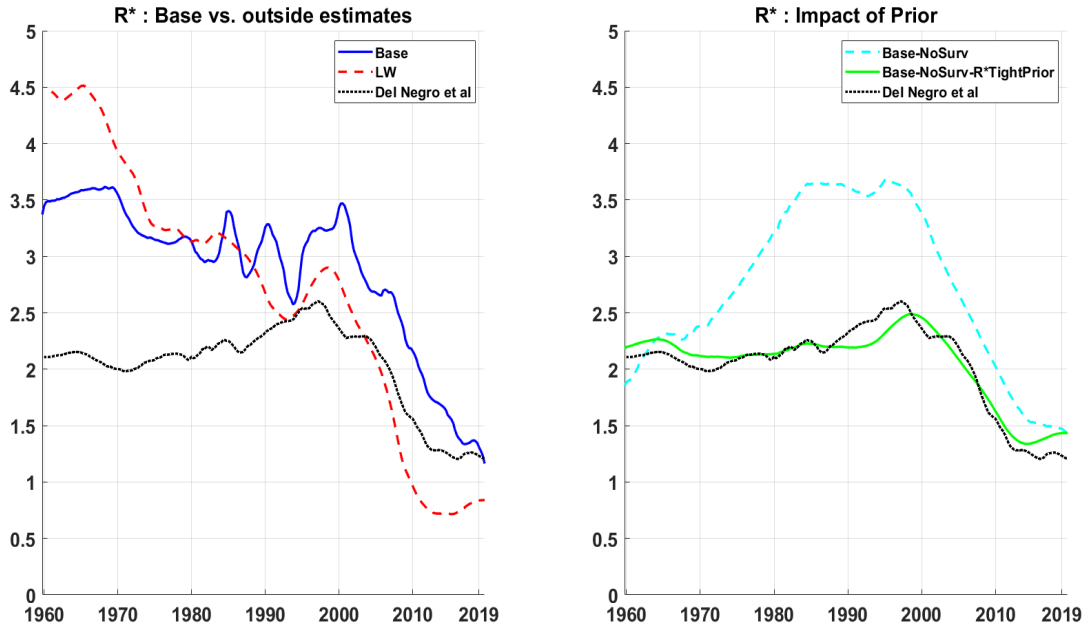 R* : Base vs. outside estimates
5
4.5
4
3.5
3
2.5
2
1.5
1
0.5
0
1960 1970 1980 1990 2000 2010 2019
Base
LW
Del Negro et al
R* : Impact of Prior
5
4.5
4
3.5
3
2.5
2
1.5
1
0.5
0
1960 1970 1980 1990 2000 2010 2019
Base-NoSurv
Base-NoSurv-R*TightPrior
Del Negro et al